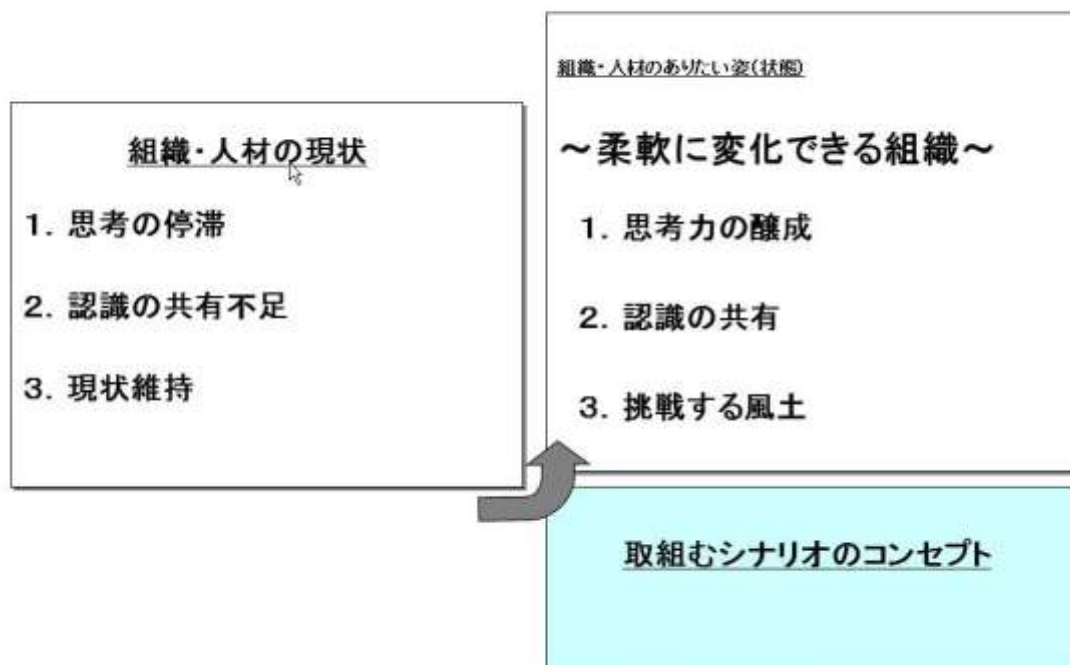 組織・人材の現状
1. 思考の停滞
2. 認識の共有不足
3. 現状維持
組織・人材のありたい姿(状態)
～柔軟に変化できる組織～
1. 思考力の醸成
2. 認識の共有
3. 挑戦する風土
取組むシナリオのコンセプト